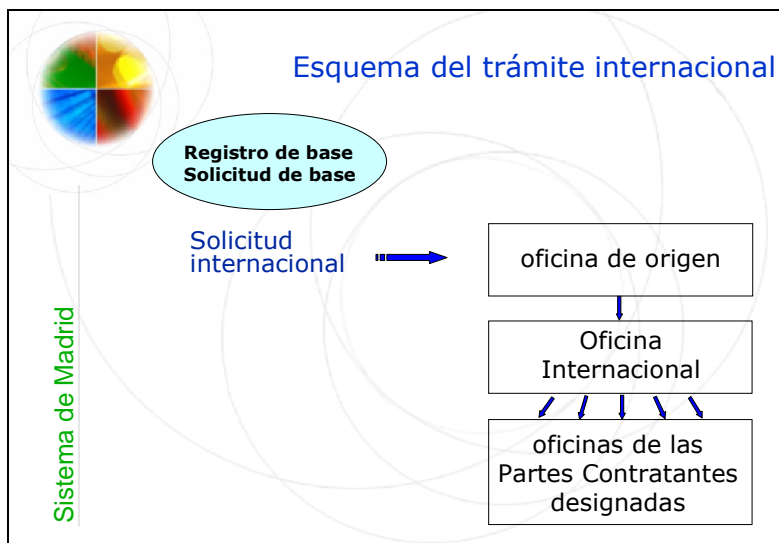 Esquema del trámite internacional
Registro de base
Solicitud de base
Solicitud
internacional
oficina de origen
Oficina
Internacional
oficinas de las
Partes Contratantes
designadas
Sistema de Madrid